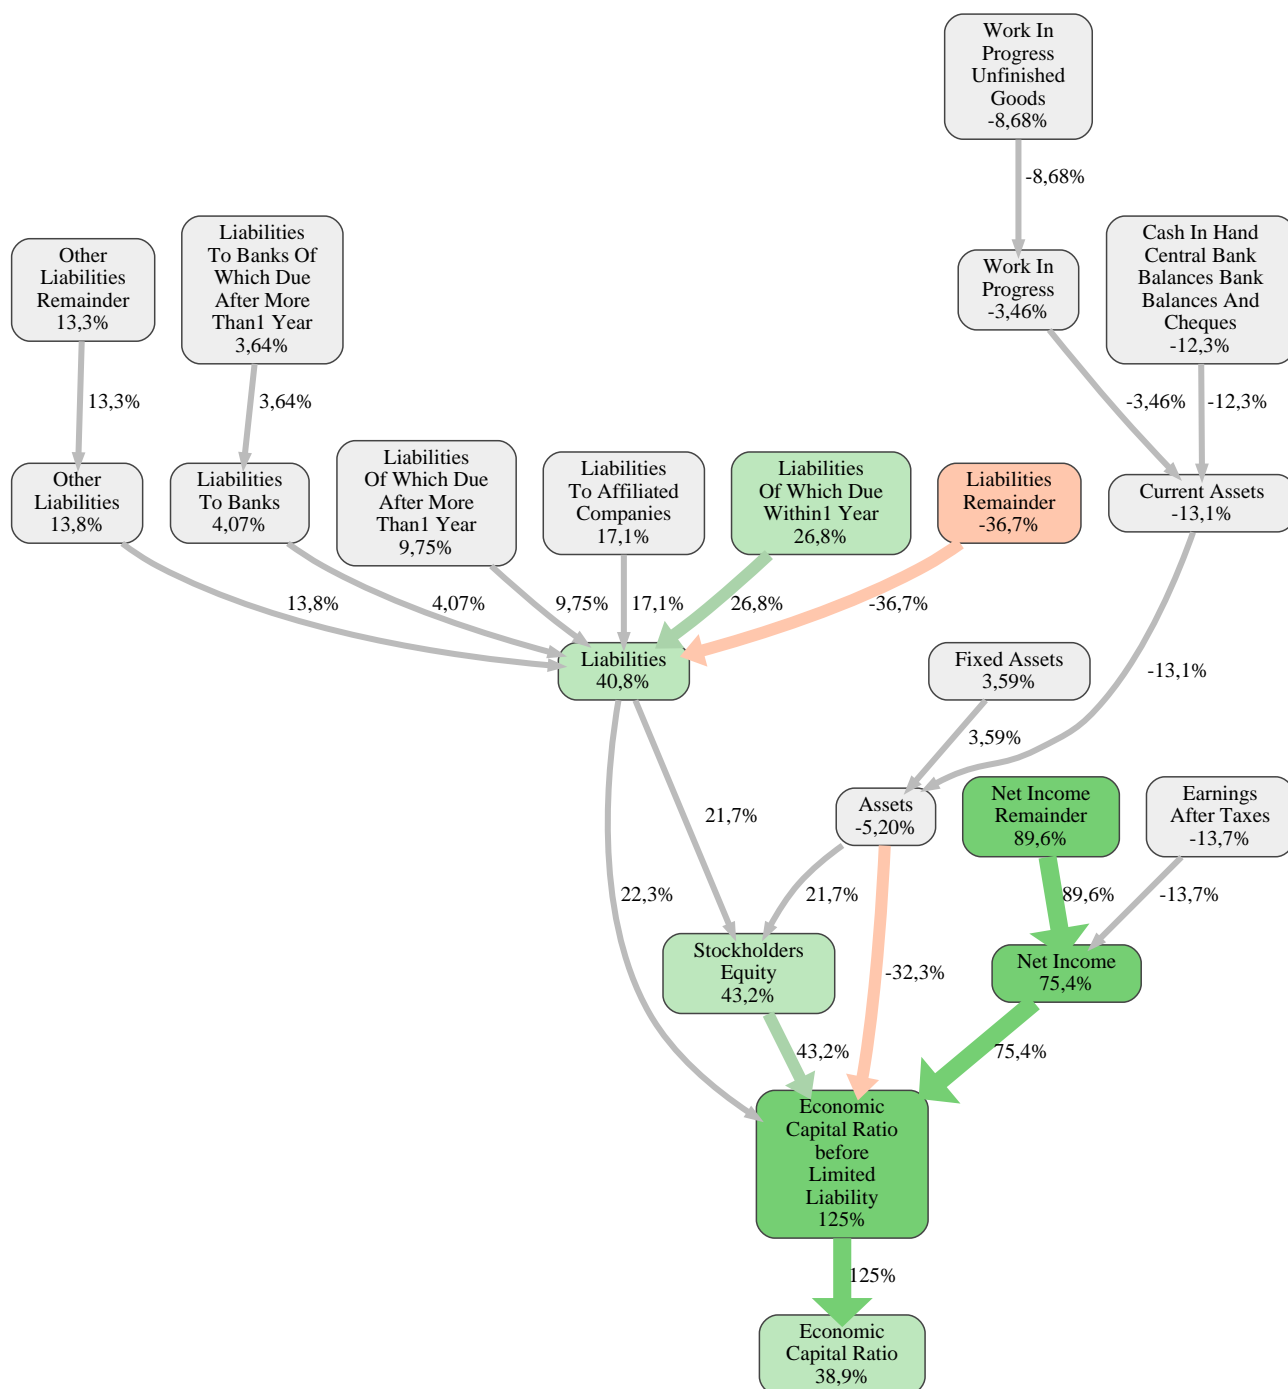 Work In
Progress
Unfinished
Goods
-8,68%
-8,68%
Other
Liabilities
Remainder
13,3%
Liabilities
To Banks Of
Which Due
After More
Than1 Year
3,64%
Work In
Progress
-3,46%
Cash In Hand
Central Bank
Balances Bank
Balances And
Cheques
-12,3%
13,3%
3,64%
-3,46%
-12,3%
Other
Liabilities
13,8%
Liabilities
To Banks
4,07%
Liabilities
Of Which Due
After More
Than1 Year
9,75%
Liabilities
To Affiliated
Companies
17,1%
Liabilities
Of Which Due
Within1 Year
26,8%
Liabilities
Remainder
-36,7%
Current Assets
-13,1%
13,8%
4,07%
9,75%
17,1%
26,8%
-36,7%
Liabilities
40,8%
Fixed Assets
3,59%
-13,1%
3,59%
21,7%
Assets
-5,20%
Net Income
Remainder
89,6%
Earnings
After Taxes
-13,7%
22,3%
21,7%
89,6%
-13,7%
Stockholders
Equity
43,2%
-32,3%
Net Income
75,4%
43,2%
75,4%
Economic
Capital Ratio
before
Limited
Liability
125%
125%
Economic
Capital Ratio
38,9%